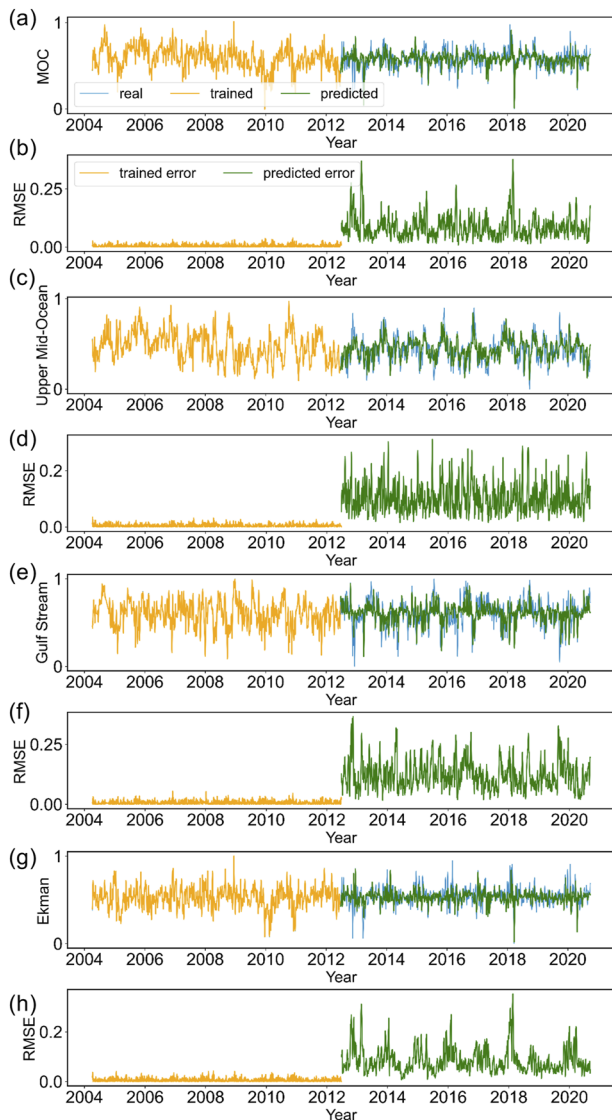 (a)
1
MOC
0
real trained predicted
2004 2006 2008 2010 2012 2014 2016 2018 2020
Year
(b)
trained error predicted error
0.25
RMSE
0.00
2004 2006 2008 2010 2012 2014 2016 2018 2020
Year
(c)
1
Upper Mid-Ocean
0
2004 2006 2008 2010 2012 2014 2016 2018 2020
Year
(d)
0.2
RMSE
0.0
2004 2006 2008 2010 2012 2014 2016 2018 2020
Year
(e)
1
Gulf Stream
0
2004 2006 2008 2010 2012 2014 2016 2018 2020
Year
(f)
0.25
RMSE
0.00
2004 2006 2008 2010 2012 2014 2016 2018 2020
Year
(g)
1
Ekman
0
2004 2006 2008 2010 2012 2014 2016 2018 2020
Year
(h)
0.2
RMSE
0.0
2004 2006 2008 2010 2012 2014 2016 2018 2020
Year